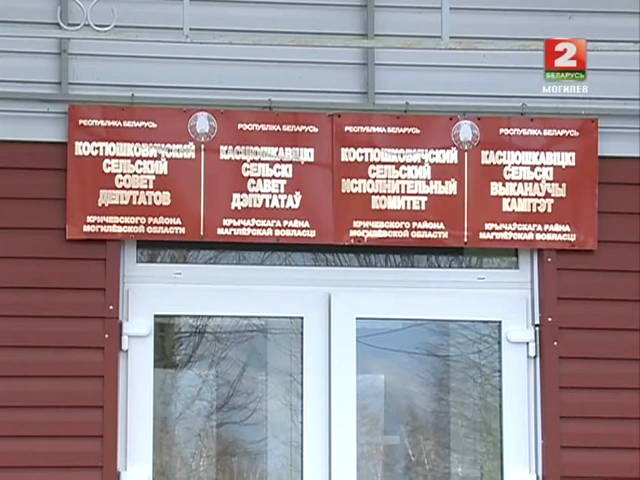 2
БЕЛАРУСЬ
МОГИЛЕВ
РЕСПУБЛИКА БЕЛАРУСЬ
КОСТЮШКОВИЧСКИЙ
СЕЛЬСКИЙ
СОВЕТ
ДЕПУТАТОВ
КРИЧЕВСКОГО РАЙОНА
МОГИЛЁВСКОЙ ОБЛАСТИ
РЭСПУБЛІКА БЕЛАРУСЬ
КАСЦЮШКАВІЦКІ
СЕЛЬСКІ
САВЕТ
ДЭПУТАТАЎ
КРЫЧАЎСКАГА РАЁНА
МАГІЛЁЎСКАЙ ВОБЛАСЦІ
РЕСПУБЛИКА БЕЛАРУСЬ
КОСТЮШКОВИЧСКИЙ
СЕЛЬСКИЙ
ИСПОЛНИТЕЛЬНЫЙ
КОМИТЕТ
КРИЧЕВСКОГО РАЙОНА
МОГИЛЁВСКОЙ ОБЛАСТИ
РЭСПУБЛІКА БЕЛАРУСЬ
КАСЦЮШКАВІЦКІ
СЕЛЬСКІ
ВЫКАНАЎЧЫ
КАМІТЭТ
КРЫЧАЎСКАГА РАЁНА
МАГІЛЁЎСКАЙ ВОБЛАСЦІ